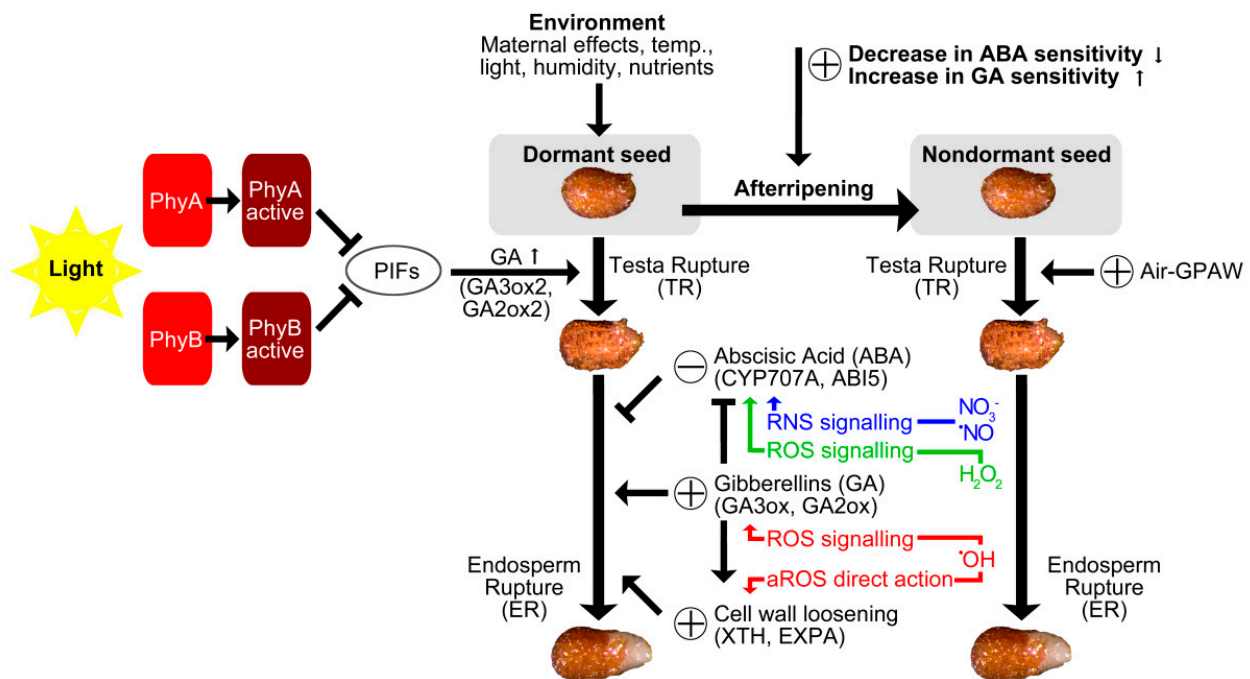 Environment
Maternal effects, temp.,
light, humidity, nutrients
⊕ Decrease in ABA sensitivity ↓
Increase in GA sensitivity ↑
Dormant seed
Nondormant seed
Afterripening
Light
PhyA
PhyA
active
PhyB
PhyB
active
PIFs
GA ↑
(GA3ox2,
GA2ox2)
Testa Rupture
(TR)
Testa Rupture
(TR)
⊕ Air-GPAW
⊖ Abscisic Acid (ABA)
(CYP707A, ABI5)
RNS signalling
NO₃⁻
•NO
ROS signalling
H₂O₂
⊕ Gibberellins (GA)
(GA3ox, GA2ox)
ROS signalling
•OH
aROS direct action
⊕ Cell wall loosening
(XTH, EXPA)
Endosperm
Rupture
(ER)
Endosperm
Rupture
(ER)